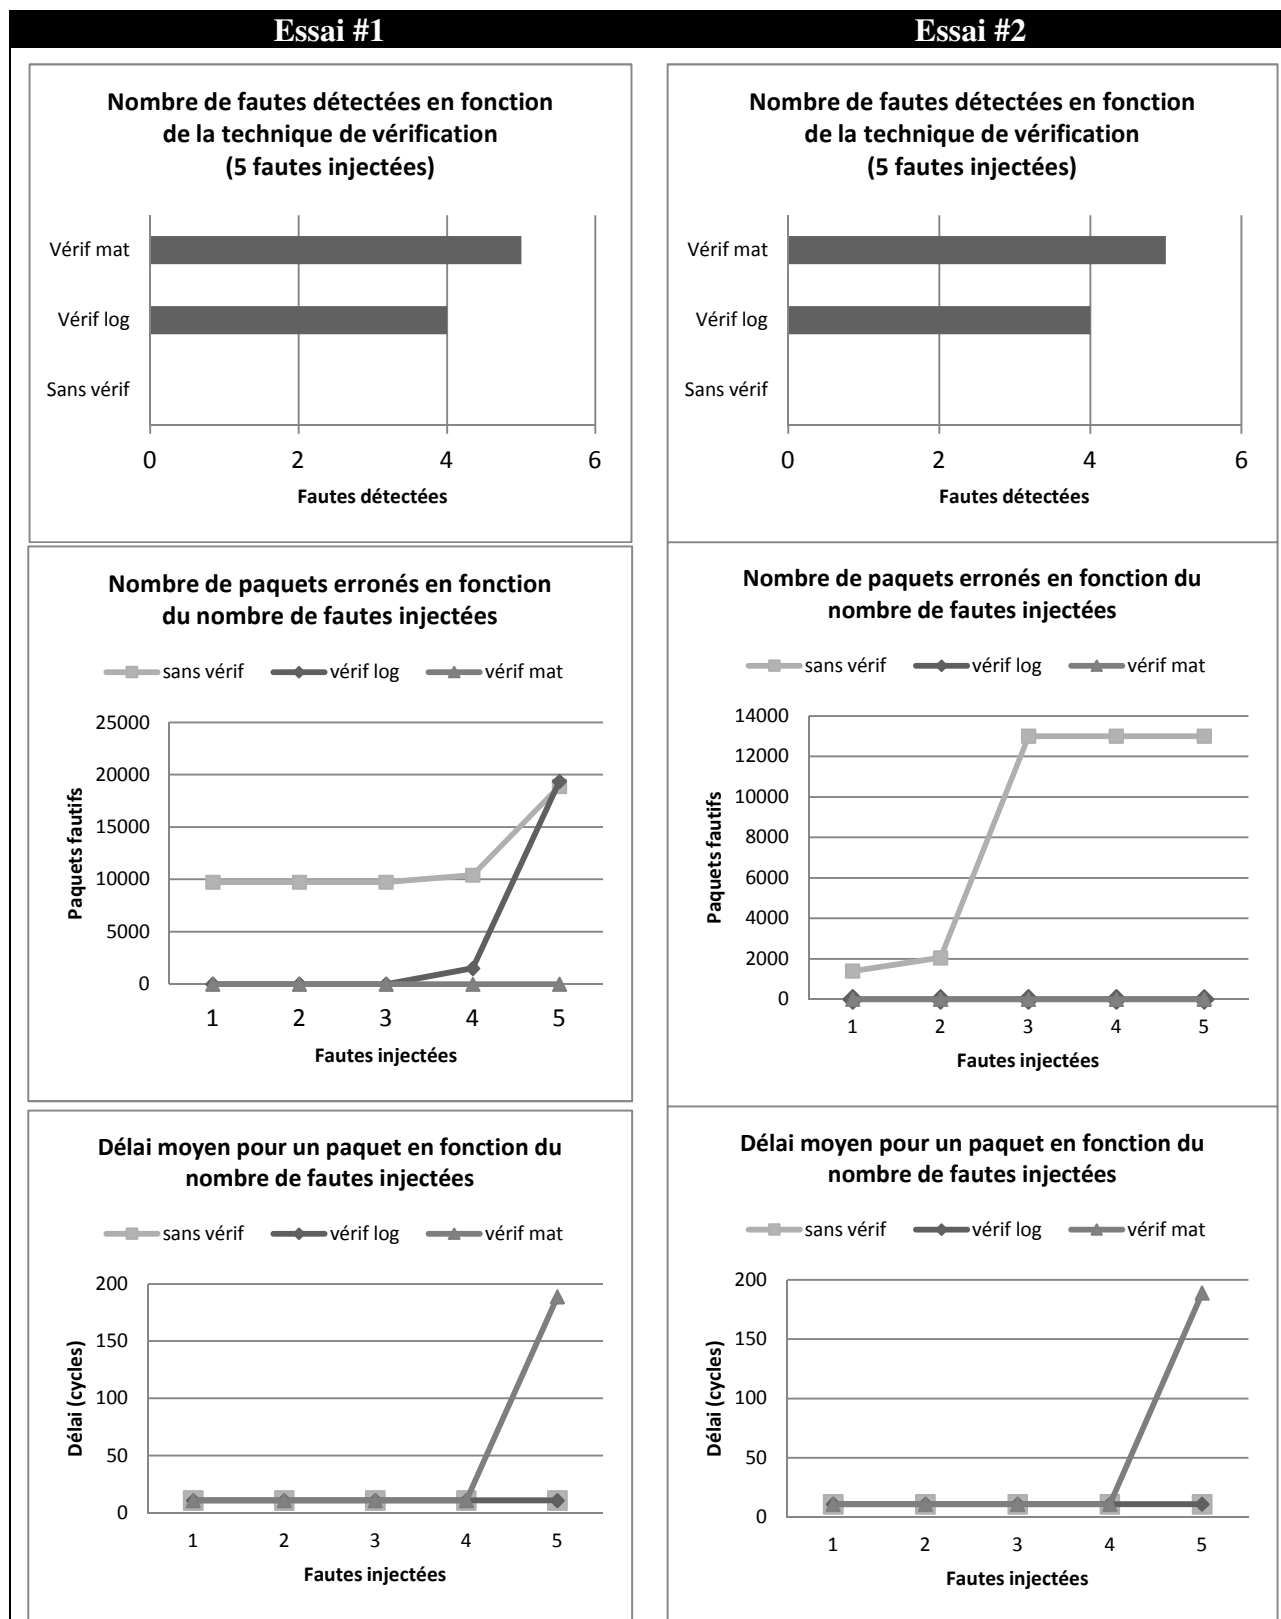 Essai #1
Essai #2
Nombre de fautes détectées en fonction
de la technique de vérification
(5 fautes injectées)
Vérif mat
Vérif log
Sans vérif
0 2 4 6
Fautes détectées
Nombre de fautes détectées en fonction
de la technique de vérification
(5 fautes injectées)
Vérif mat
Vérif log
Sans vérif
0 2 4 6
Fautes détectées
Nombre de paquets erronés en fonction
du nombre de fautes injectées
sans vérif vérif log vérif mat
Paquets fautifs
25000
20000
15000
10000
5000
0
1 2 3 4 5
Fautes injectées
Nombre de paquets erronés en fonction du
nombre de fautes injectées
sans vérif vérif log vérif mat
Paquets fautifs
14000
12000
10000
8000
6000
4000
2000
0
1 2 3 4 5
Fautes injectées
Délai moyen pour un paquet en fonction du
nombre de fautes injectées
sans vérif vérif log vérif mat
Délai (cycles)
200
150
100
50
0
1 2 3 4 5
Fautes injectées
Délai moyen pour un paquet en fonction du
nombre de fautes injectées
sans vérif vérif log vérif mat
Délai (cycles)
200
150
100
50
0
1 2 3 4 5
Fautes injectées